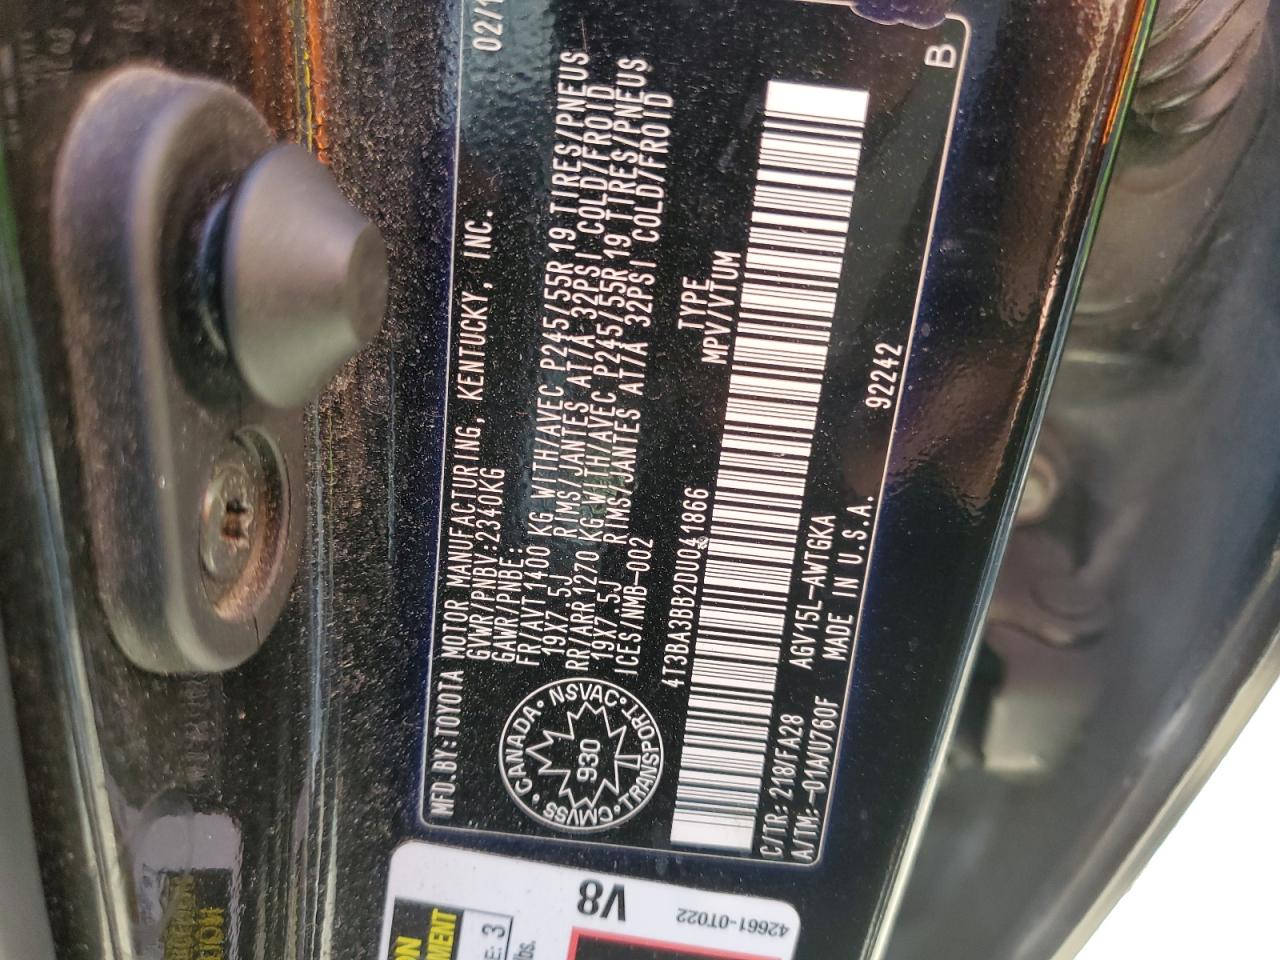 MFD.BY:TOYOTA MOTOR MANUFACTURING, KENTUCKY, INC. 02/1
GVWR/PNBV:2340KG
GAWR/PNBE:
FR/AVT1400 KG WITH/AVEC P245/55R 19 TIRES/PNEUS
19X7.5J RIMS/JANTES AT/A 32PSI COLD/FROID
RR/ARR1270 KG WITH/AVEC P245/55R 19 TIRES/PNEUS
19X7.5J RIMS/JANTES AT/A 32PSI COLD/FROID
ICES/NMB-002
CANADA • NSVAC • TRANSPORT • CMVSS •
930
4T3BA3BB2DU041866 TYPE
MPV/VTUM
C/TR:218/FA28 AGV15L-AWTGKA 92242
A/TM:-01A/U760F MADE IN U.S.A. B
V8
42661-0T022
E: 3
lbs.
ON
MENT